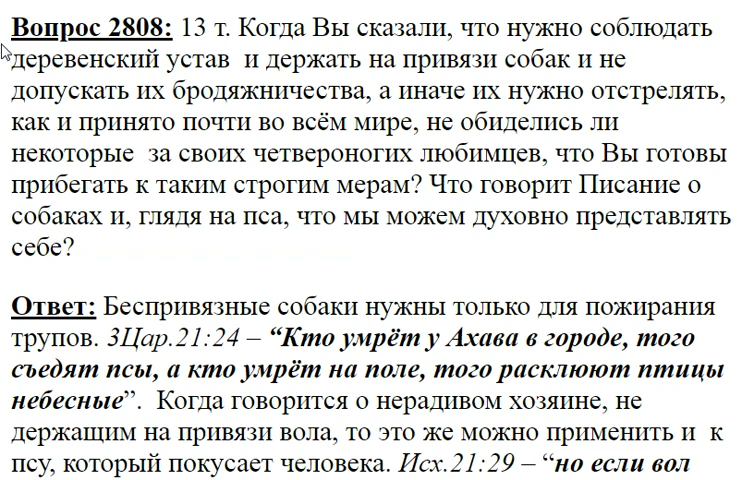 Вопрос 2808: 13 т. Когда Вы сказали, что нужно соблюдать
деревенский устав и держать на привязи собак и не
допускать их бродяжничества, а иначе их нужно отстрелять,
как и принято почти во всём мире, не обиделись ли
некоторые за своих четвероногих любимцев, что Вы готовы
прибегать к таким строгим мерам? Что говорит Писание о
собаках и, глядя на пса, что мы можем духовно представлять
себе?
Ответ: Беспривязные собаки нужны только для пожирания
трупов. 3Цар.21:24 – “Кто умрёт у Ахава в городе, того
съедят псы, а кто умрёт на поле, того расклюют птицы
небесные”. Когда говорится о нерадивом хозяине, не
держащим на привязи вола, то это же можно применить и к
псу, который покусает человека. Исх.21:29 – “но если вол